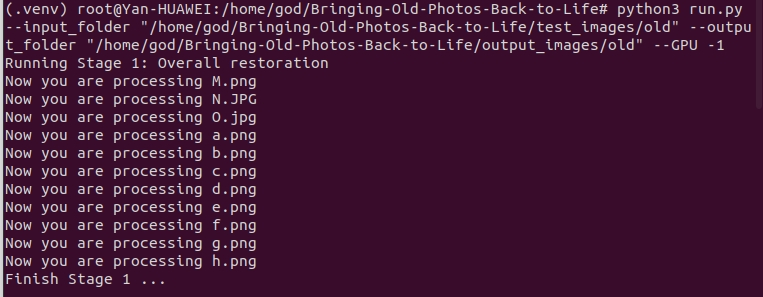 (.venv) root@Yan-HUAWEI:/home/god/Bringing-Old-Photos-Back-to-Life# python3 run.py
--input_folder "/home/god/Bringing-Old-Photos-Back-to-Life/test_images/old" --outpu
t_folder "/home/god/Bringing-Old-Photos-Back-to-Life/output_images/old" --GPU -1
Running Stage 1: Overall restoration
Now you are processing M.png
Now you are processing N.JPG
Now you are processing O.jpg
Now you are processing a.png
Now you are processing b.png
Now you are processing c.png
Now you are processing d.png
Now you are processing e.png
Now you are processing f.png
Now you are processing g.png
Now you are processing h.png
Finish Stage 1 ...